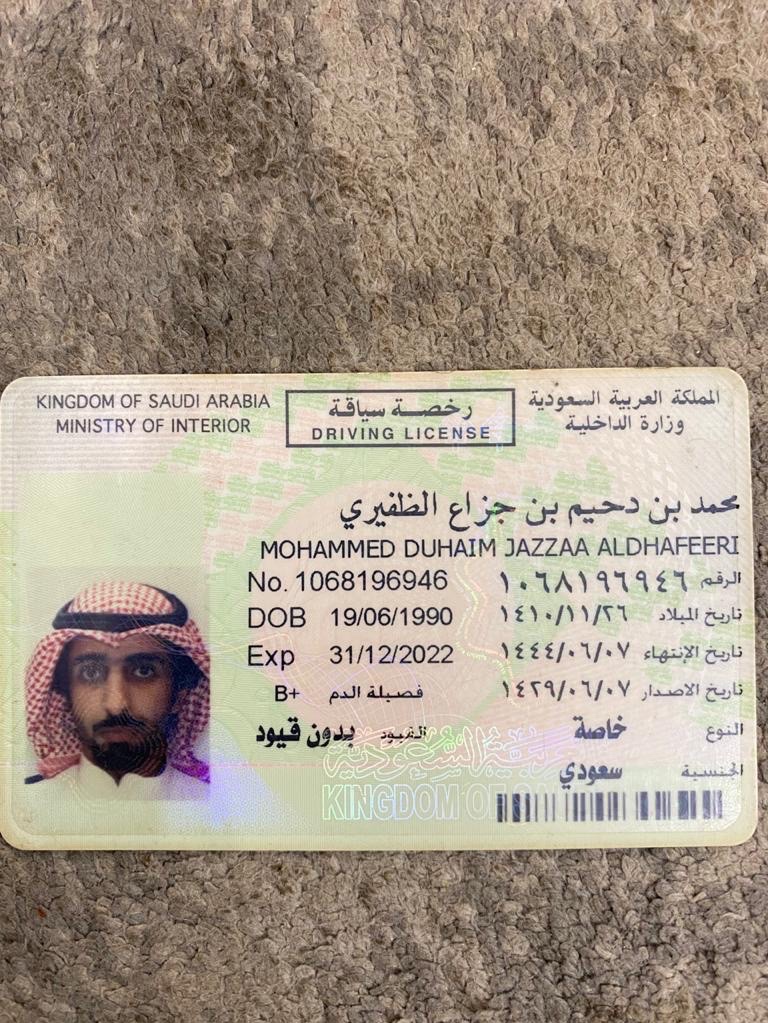 KINGDOM OF SAUDI ARABIA
MINISTRY OF INTERIOR
رخصة سياقة
DRIVING LICENSE
المملكة العربية السعودية
وزارة الداخلية
محمد بن دحيم بن جزاع الظفيري
MOHAMMED DUHAIM JAZZAA ALDHAFEERI
No. 1068196946 الرقم ١٠٦٨١٩٦٩٤٦
DOB 19/06/1990 تاريخ الميلاد ١٤١٠/١١/٢٦
Exp 31/12/2022 تاريخ الإنتهاء ١٤٤٤/٠٦/٠٧
B+ فصيلة الدم تاريخ الاصدار ١٤٢٩/٠٦/٠٧
النوع خاصة القيود بدون قيود
الجنسية سعودي
العربية السعودية
KINGDOM OF